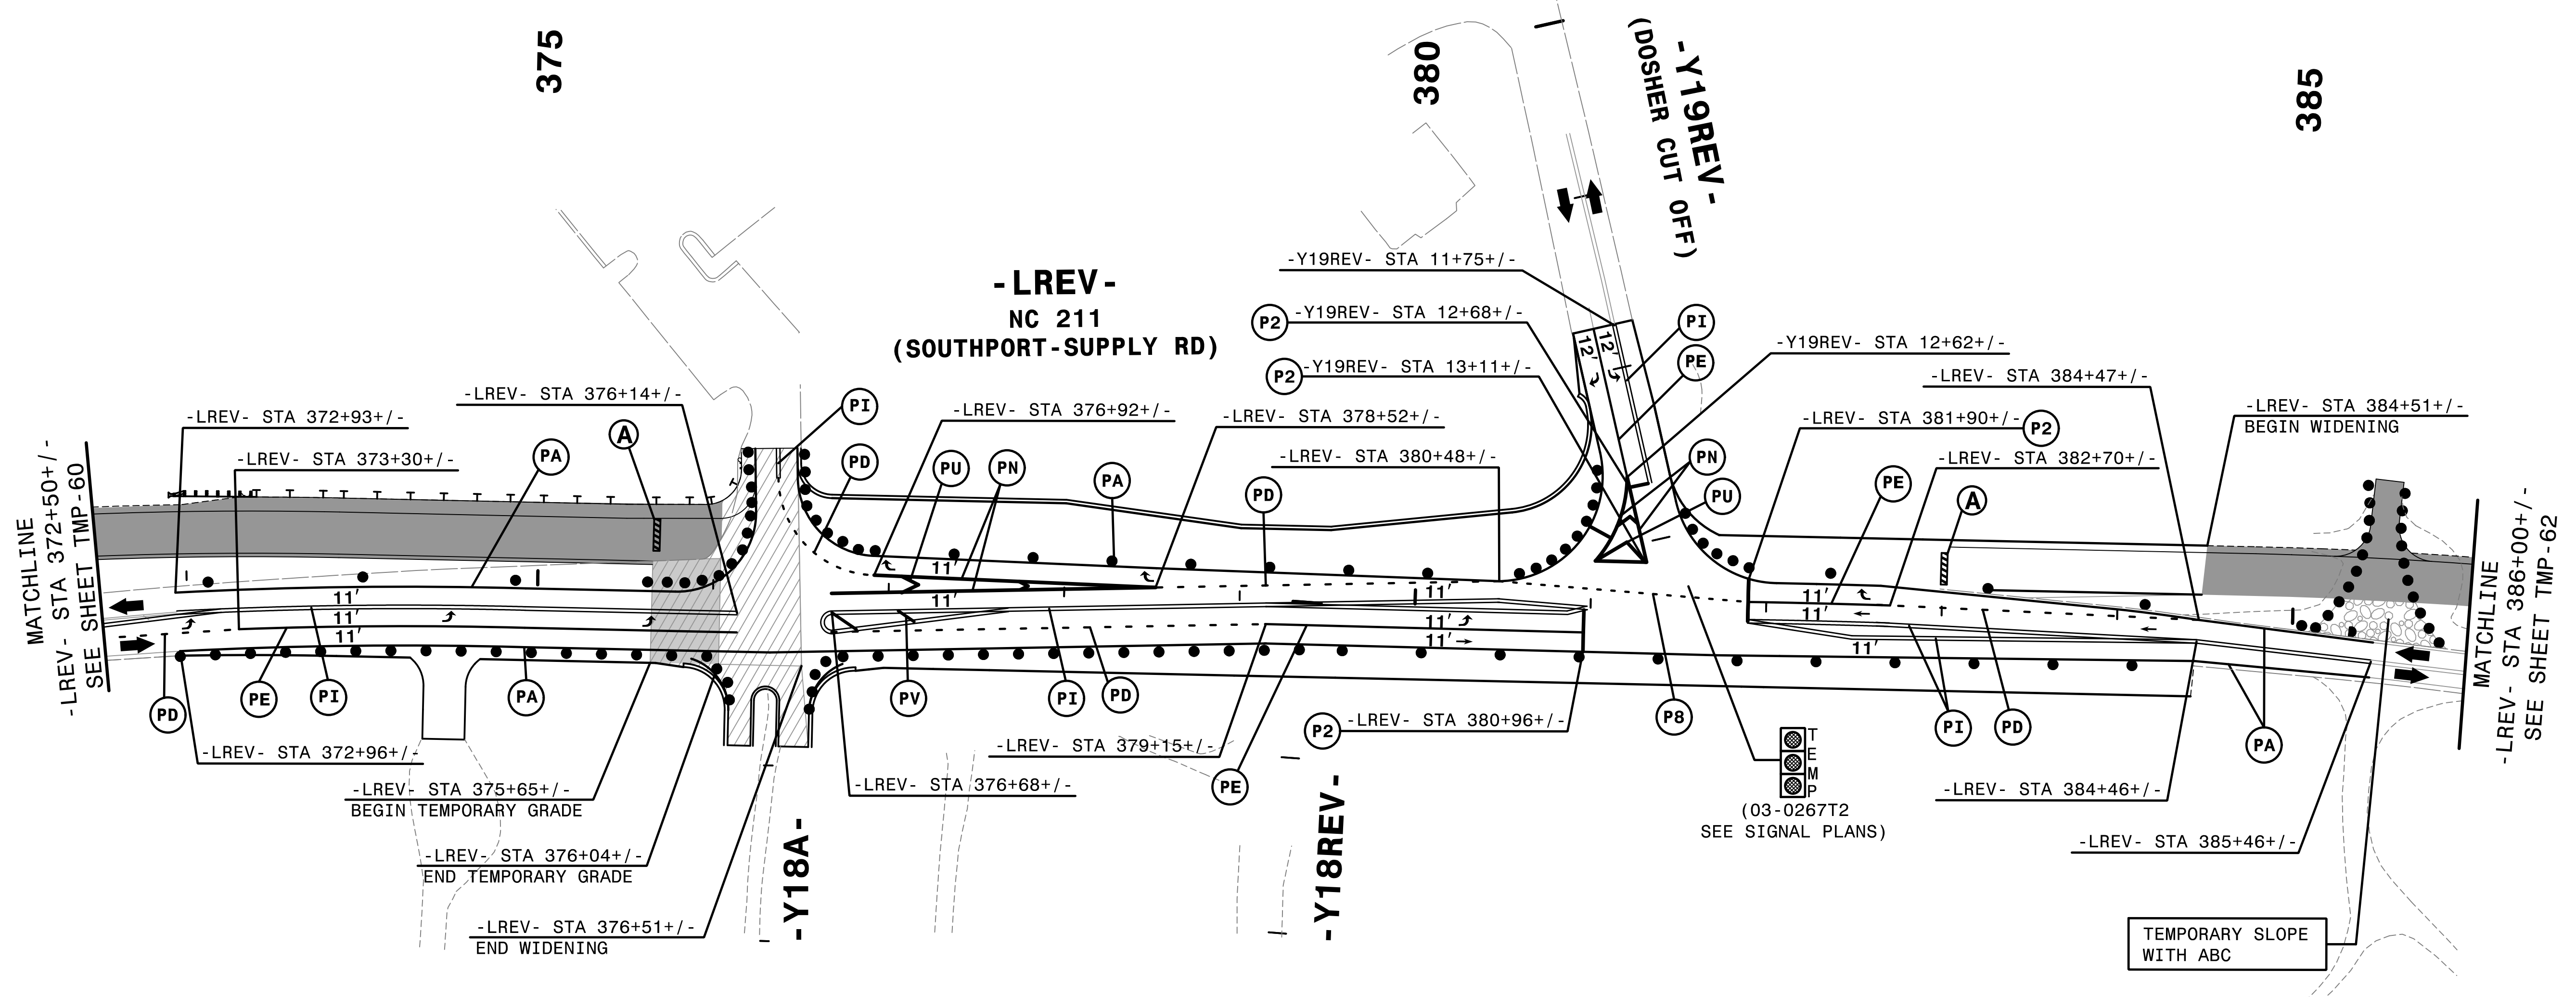 375
380
385
-Y19REV-
(DOSHER CUT OFF)
-LREV-
NC 211
(SOUTHPORT-SUPPLY RD)
-Y19REV- STA 11+75+/-
P2 -Y19REV- STA 12+68+/-
P2 -Y19REV- STA 13+11+/-
PI
PE
12'
12'
-Y19REV- STA 12+62+/-
-LREV- STA 384+47+/-
-LREV- STA 381+90+/- P2
-LREV- STA 384+51+/-
BEGIN WIDENING
-LREV- STA 382+70+/-
-LREV- STA 376+14+/-
-LREV- STA 372+93+/-
-LREV- STA 373+30+/-
PA
A
PI
PD
-LREV- STA 376+92+/-
PU
PN
-LREV- STA 378+52+/-
PA
-LREV- STA 380+48+/-
PD
PN
PU
PE
A
MATCHLINE
-LREV- STA 372+50+/-
SEE SHEET TMP-60
11'
11'
11'
11'
11'
11'
11'
11'
11'
11'
11'
MATCHLINE
-LREV- STA 386+00+/-
SEE SHEET TMP-62
PD
PE
PI
PA
PV
PI
PD
P2 -LREV- STA 380+96+/-
P8
PI
PD
PA
-LREV- STA 372+96+/-
-LREV- STA 375+65+/-
BEGIN TEMPORARY GRADE
-LREV- STA 376+04+/-
END TEMPORARY GRADE
-LREV- STA 376+51+/-
END WIDENING
-Y18A-
-LREV- STA 379+15+/-
-LREV- STA 376+68+/-
PE
-Y18REV-
TEMP
(03-0267T2
SEE SIGNAL PLANS)
-LREV- STA 384+46+/-
-LREV- STA 385+46+/-
TEMPORARY SLOPE
WITH ABC